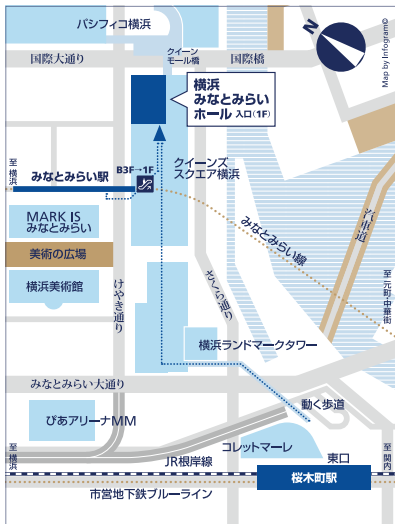 パシフィコ横浜
国際大通り
クイーン
モール橋
国際橋
N
Map by Infogram©
横浜
みなとみらい
ホール 入口(1F)
至横浜
みなとみらい駅
B3F→1F
クイーンズ
スクエア横浜
MARK IS
みなとみらい
美術の広場
横浜美術館
けやき通り
さくら通り
みなとみらい線
汽車道
至元町・中華街
横浜ランドマークタワー
みなとみらい大通り
動く歩道
ぴあアリーナMM
コレットマーレ
至横浜
JR根岸線
東口
至関内
桜木町駅
市営地下鉄ブルーライン